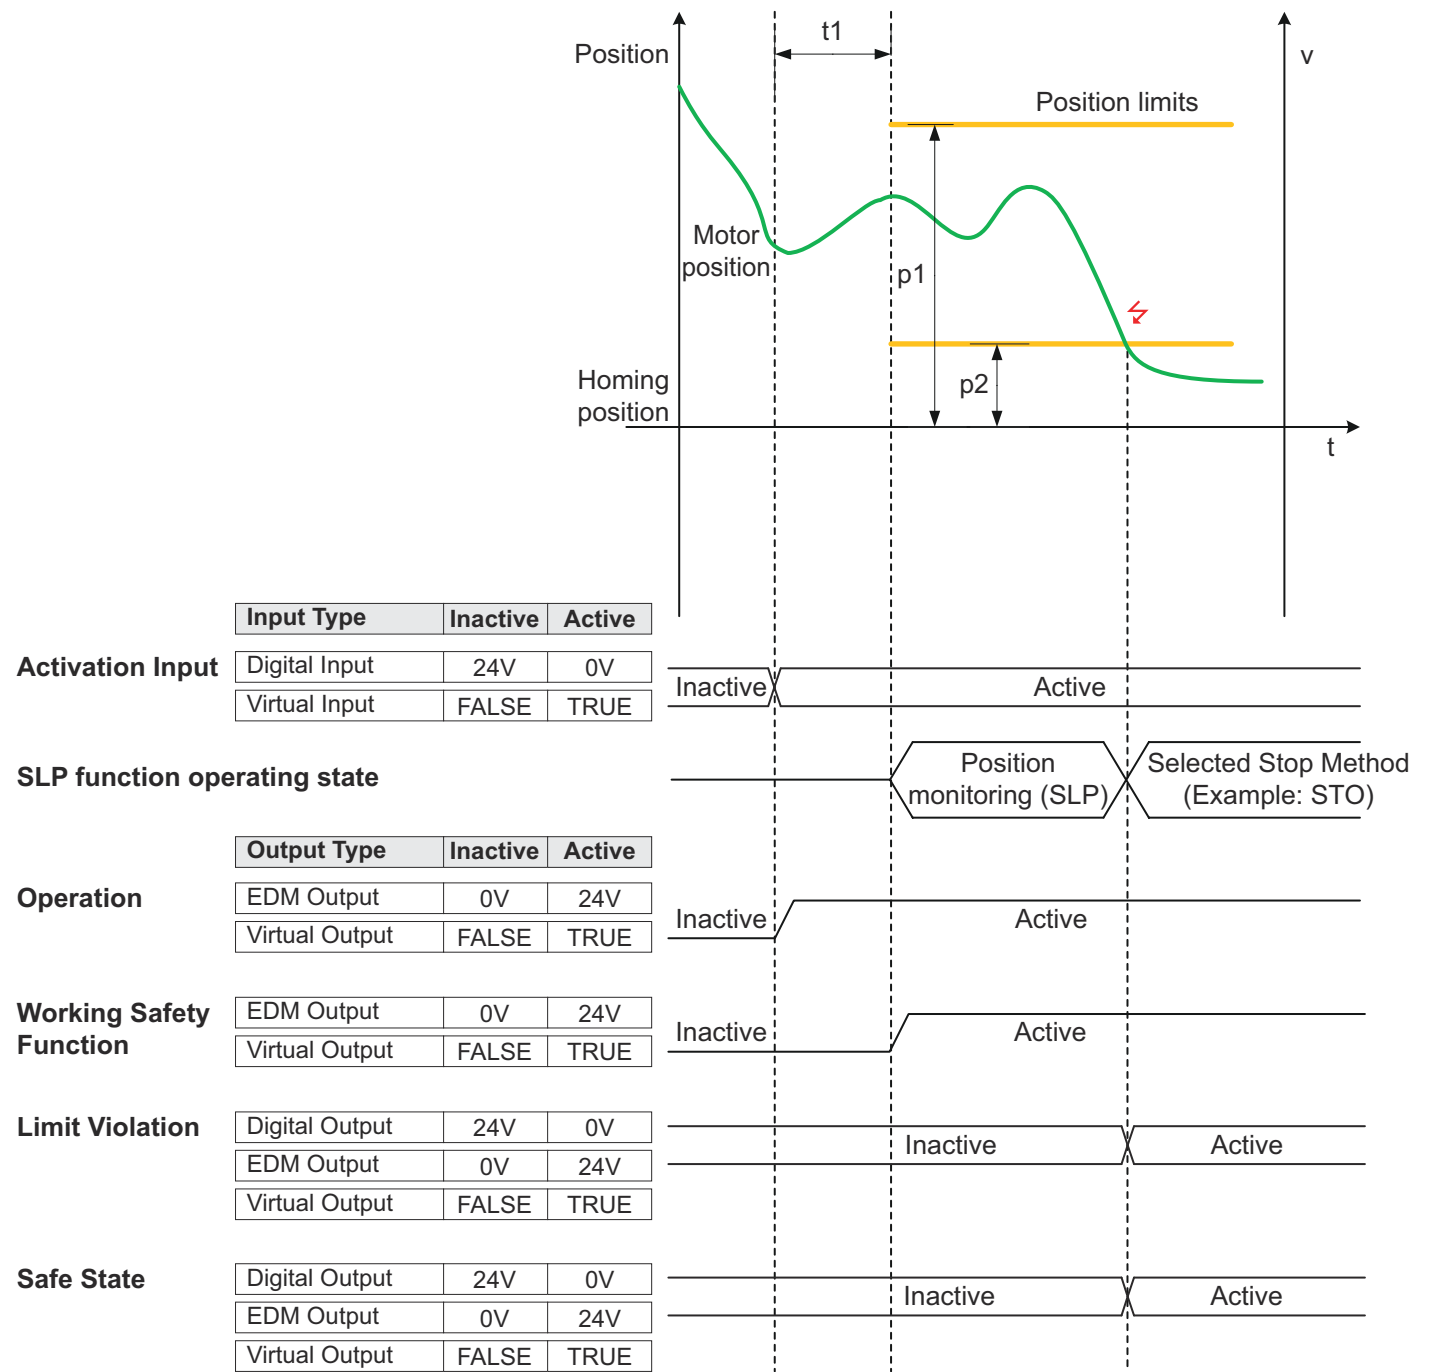 t1
Position
v
Position limits
Motor
position
p1
p2
Homing
position
t
Input Type Inactive Active
Activation Input
Digital Input 24V 0V
Virtual Input FALSE TRUE
Inactive Active
SLP function operating state
Position
monitoring (SLP)
Selected Stop Method
(Example: STO)
Output Type Inactive Active
Operation
EDM Output 0V 24V
Virtual Output FALSE TRUE
Inactive Active
Working Safety
Function
EDM Output 0V 24V
Virtual Output FALSE TRUE
Inactive Active
Limit Violation
Digital Output 24V 0V
EDM Output 0V 24V
Virtual Output FALSE TRUE
Inactive Active
Safe State
Digital Output 24V 0V
EDM Output 0V 24V
Virtual Output FALSE TRUE
Inactive Active